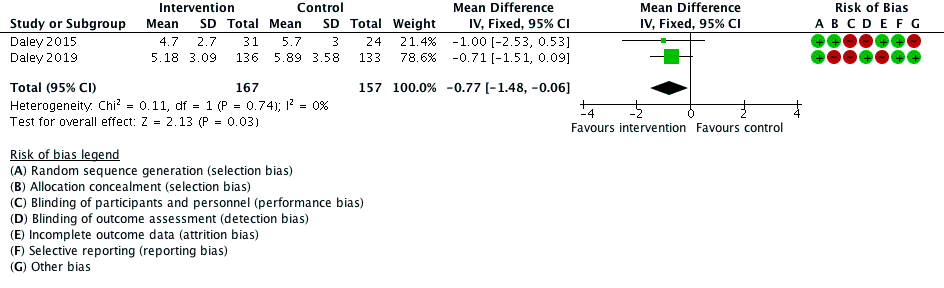 Intervention Control Mean Difference Mean Difference Risk of Bias
Study or Subgroup Mean SD Total Mean SD Total Weight IV, Fixed, 95% CI IV, Fixed, 95% CI A B C D E F G
Daley 2015 4.7 2.7 31 5.7 3 24 21.4% -1.00 [-2.53, 0.53] + + - - + + -
Daley 2019 5.18 3.09 136 5.89 3.58 133 78.6% -0.71 [-1.51, 0.09] + - - + - + +
Total (95% CI) 167 157 100.0% -0.77 [-1.48, -0.06]
Heterogeneity: Chi² = 0.11, df = 1 (P = 0.74); I² = 0%
Test for overall effect: Z = 2.13 (P = 0.03)
-4 -2 0 2 4
Favours intervention Favours control
Risk of bias legend
(A) Random sequence generation (selection bias)
(B) Allocation concealment (selection bias)
(C) Blinding of participants and personnel (performance bias)
(D) Blinding of outcome assessment (detection bias)
(E) Incomplete outcome data (attrition bias)
(F) Selective reporting (reporting bias)
(G) Other bias